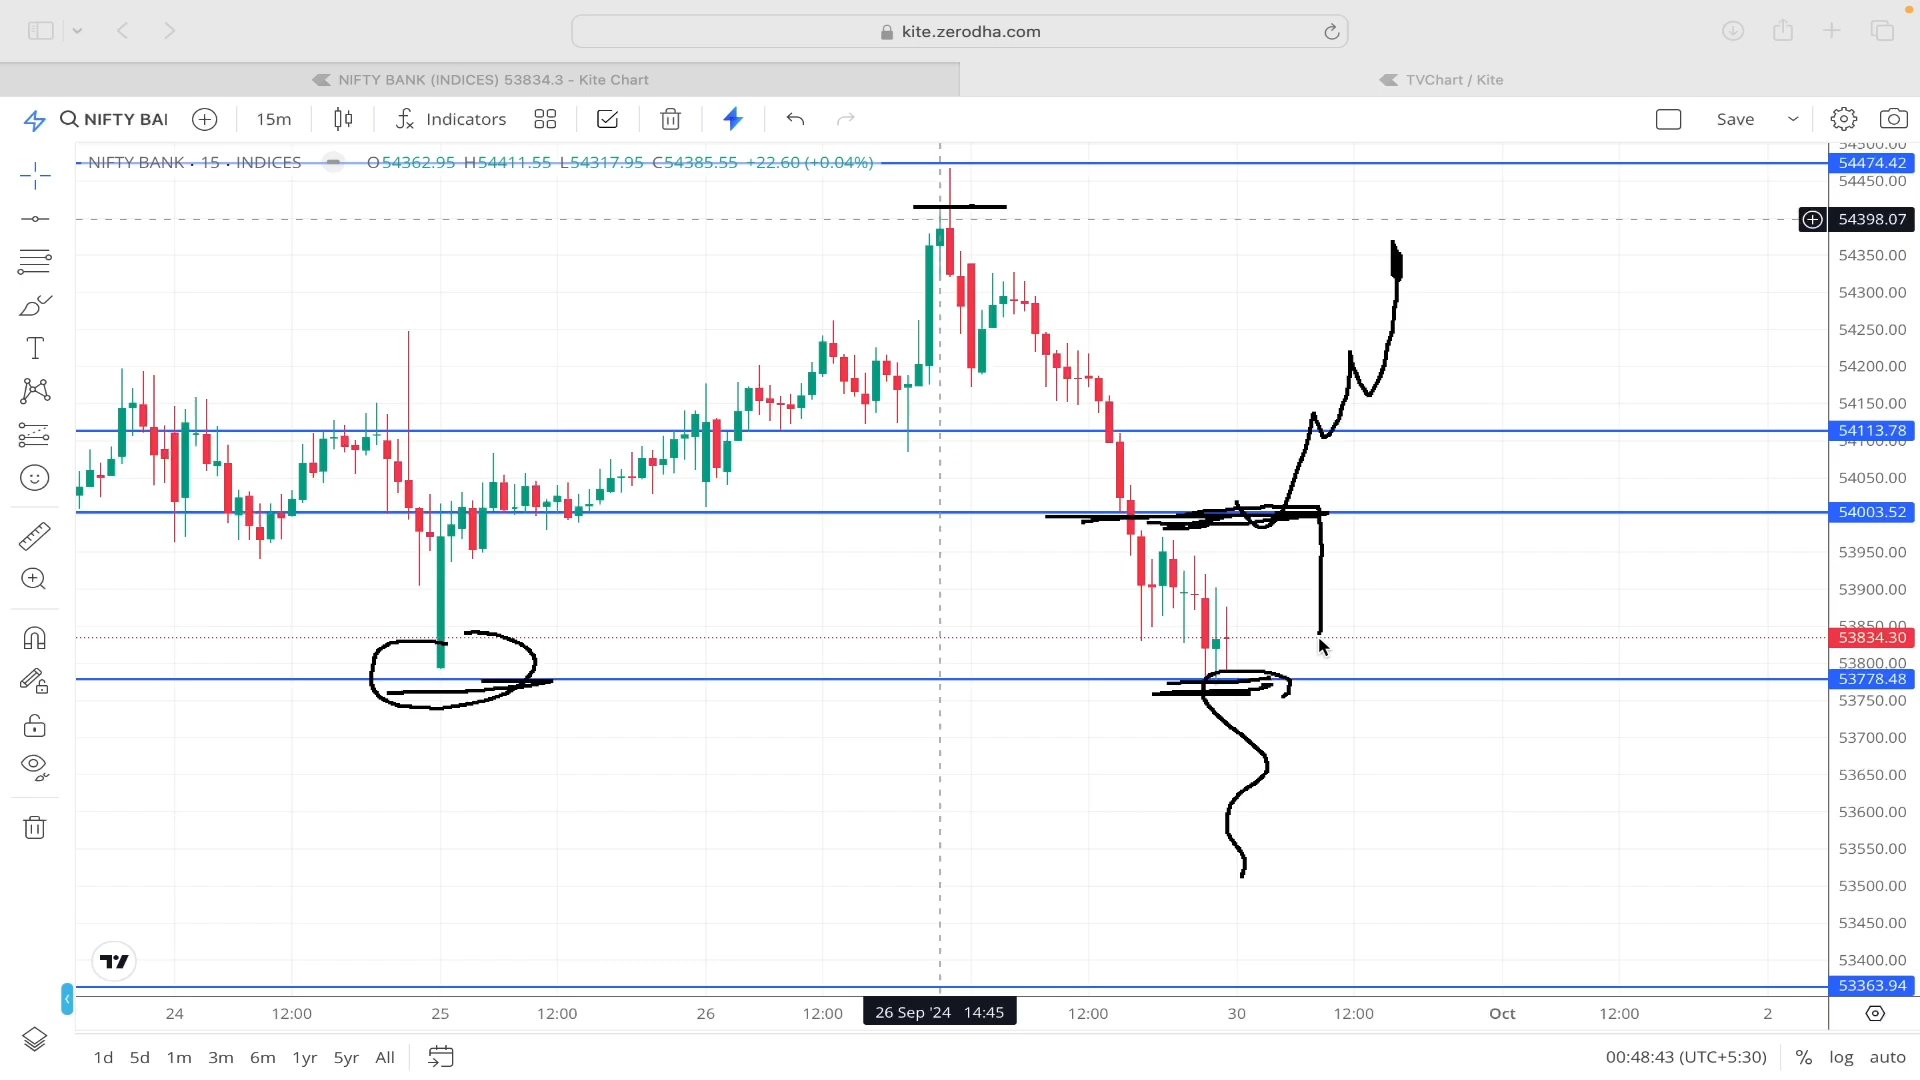 kite.zerodha.com
NIFTY BANK (INDICES) 53834.3 - Kite Chart
TVChart / Kite
NIFTY BAI
15m
Indicators
Save
NIFTY BANK · 15 · INDICES
O54362.95 H54411.55 L54317.95 C54385.55 +22.60 (+0.04%)
54500.00
54474.42
54450.00
54398.07
54350.00
54300.00
54250.00
54200.00
54150.00
54113.78
54100.00
54050.00
54003.52
53950.00
53900.00
53850.00
53834.30
53800.00
53778.48
53750.00
53700.00
53650.00
53600.00
53550.00
53500.00
53450.00
53400.00
53363.94
24 12:00 25 12:00 26 12:00 26 Sep '24 14:45 12:00 30 12:00 Oct 12:00 2
1d 5d 1m 3m 6m 1yr 5yr All
00:48:43 (UTC+5:30) % log auto